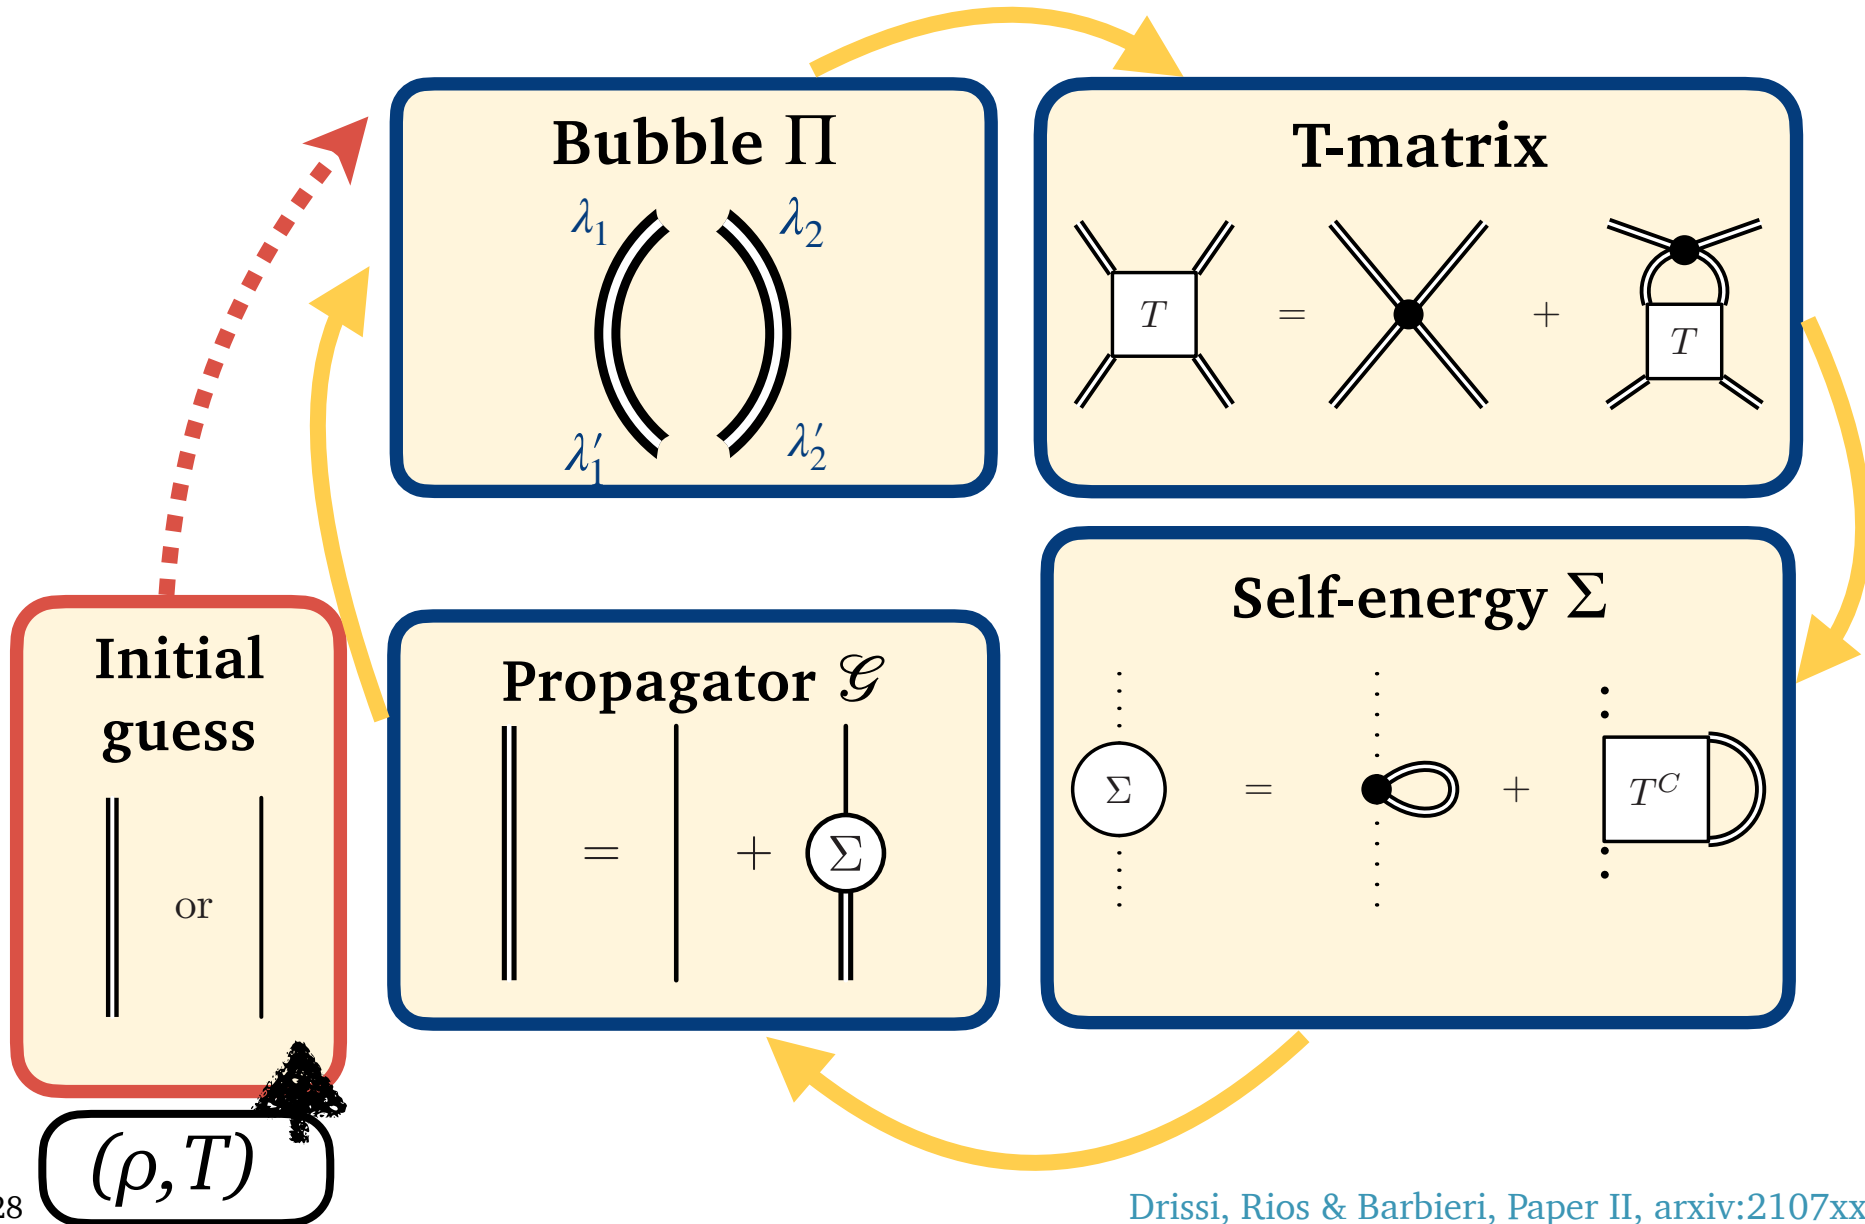 Bubble Π
λ₁ λ₂
λ′₁ λ′₂
T-matrix
T = + T
Initial
guess
or
Propagator 𝒢
= + Σ
Self-energy Σ
Σ = + Tᶜ
(ρ,T)
28
Drissi, Rios & Barbieri, Paper II, arxiv:2107xx